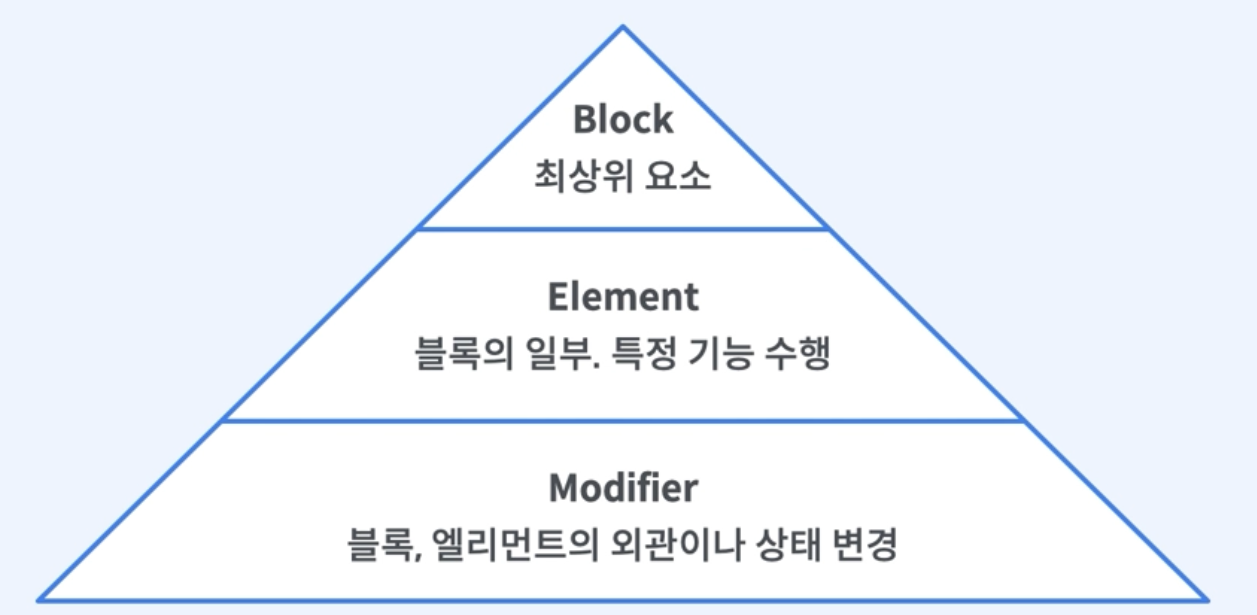 Block
최상위 요소
Element
블록의 일부. 특정 기능 수행
Modifier
블록, 엘리먼트의 외관이나 상태 변경